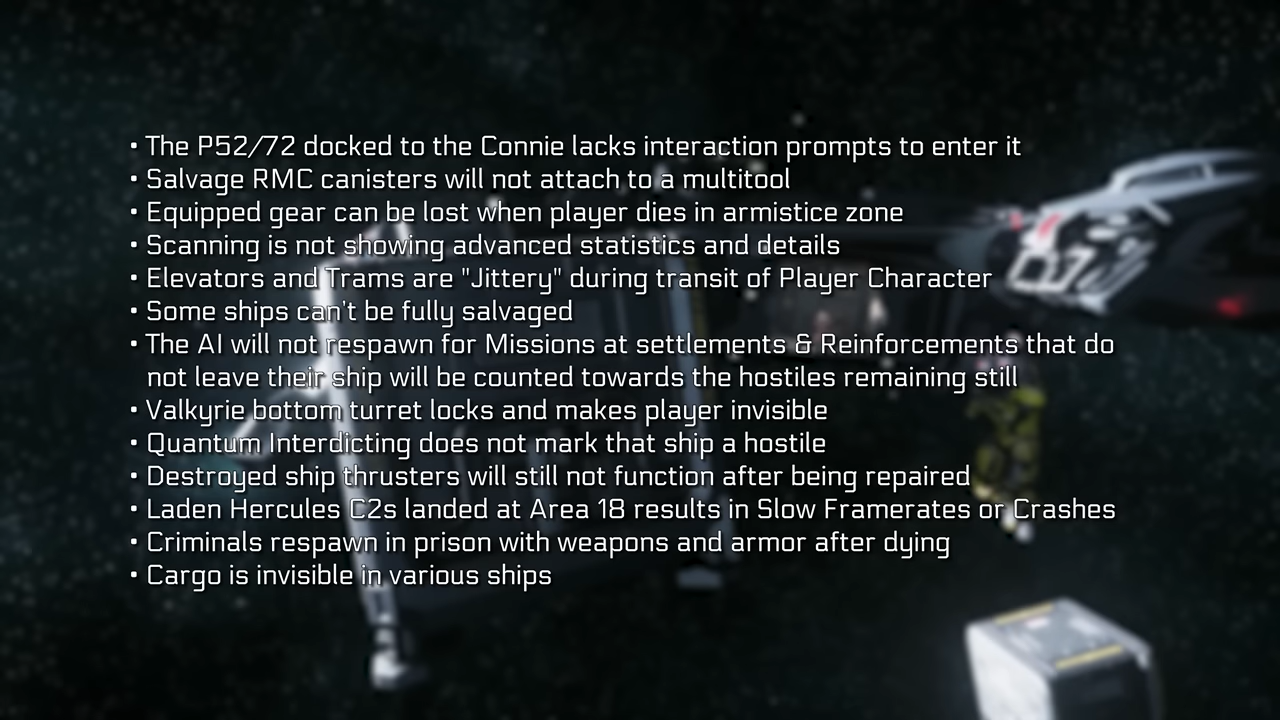 • The P52/72 docked to the Connie lacks interaction prompts to enter it
• Salvage RMC canisters will not attach to a multitool
• Equipped gear can be lost when player dies in armistice zone
• Scanning is not showing advanced statistics and details
• Elevators and Trams are "Jittery" during transit of Player Character
• Some ships can't be fully salvaged
• The AI will not respawn for Missions at settlements & Reinforcements that do
not leave their ship will be counted towards the hostiles remaining still
• Valkyrie bottom turret locks and makes player invisible
• Quantum Interdicting does not mark that ship a hostile
• Destroyed ship thrusters will still not function after being repaired
• Laden Hercules C2s landed at Area 18 results in Slow Framerates or Crashes
• Criminals respawn in prison with weapons and armor after dying
• Cargo is invisible in various ships